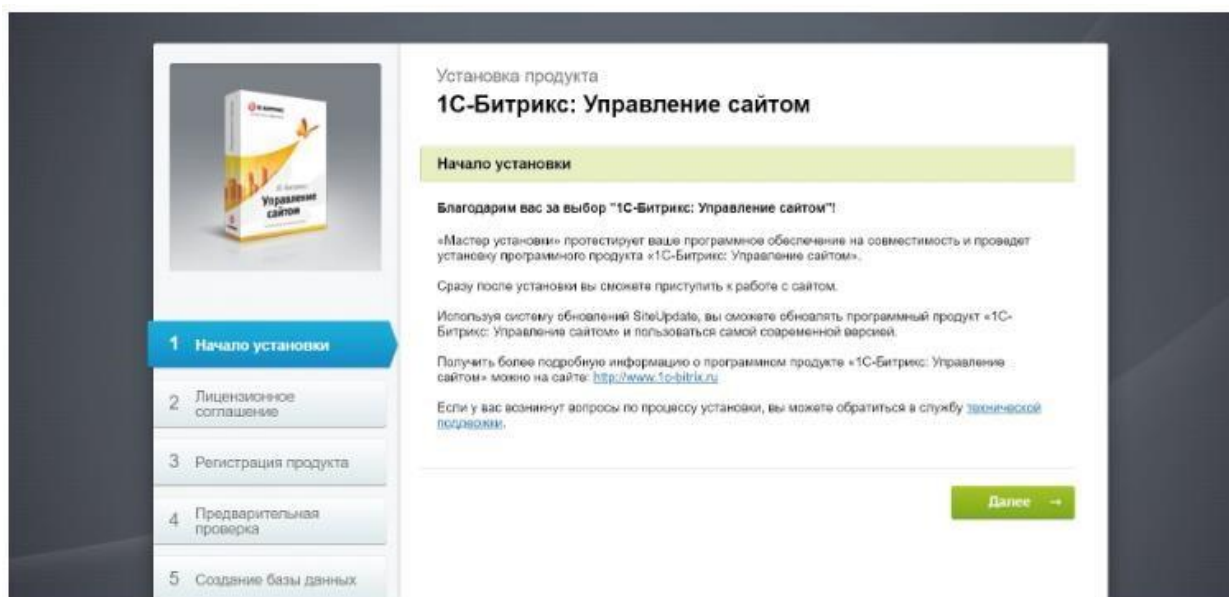 Установка продукта
1С-Битрикс: Управление сайтом
Начало установки
Благодарим вас за выбор "1С-Битрикс: Управление сайтом"!
«Мастер установки» протестирует ваше программное обеспечение на совместимость и проведет
установку программного продукта «1С-Битрикс: Управление сайтом».
Сразу после установки вы сможете приступить к работе с сайтом.
Используя систему обновлений SiteUpdate, вы сможете обновлять программный продукт «1С-
Битрикс: Управление сайтом» и пользоваться самой современной версией.
Получить более подробную информацию о программном продукте «1С-Битрикс: Управление
сайтом» можно на сайте: http://www.1c-bitrix.ru
Если у вас возникнут вопросы по процессу установки, вы можете обратиться в службу технической
поддержки.
Далее →
1С-Битрикс
Управление
сайтом
1 Начало установки
2 Лицензионное
соглашение
3 Регистрация продукта
4 Предварительная
проверка
5 Создание базы данных